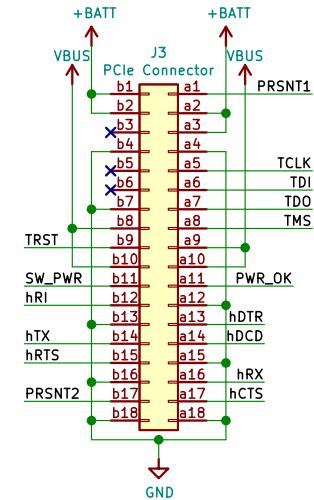 +BATT +BATT
J3
VBUS VBUS
PCIe Connector
b1 a1 PRSNT1
b2 a2
b3 a3
b4 a4
b5 a5 TCLK
b6 a6 TDI
b7 a7 TDO
b8 a8 TMS
TRST b9 a9
b10 a10
SW_PWR b11 a11 PWR_OK
hRI b12 a12
b13 a13 hDTR
hTX b14 a14 hDCD
hRTS b15 a15
b16 a16 hRX
PRSNT2 b17 a17 hCTS
b18 a18
GND